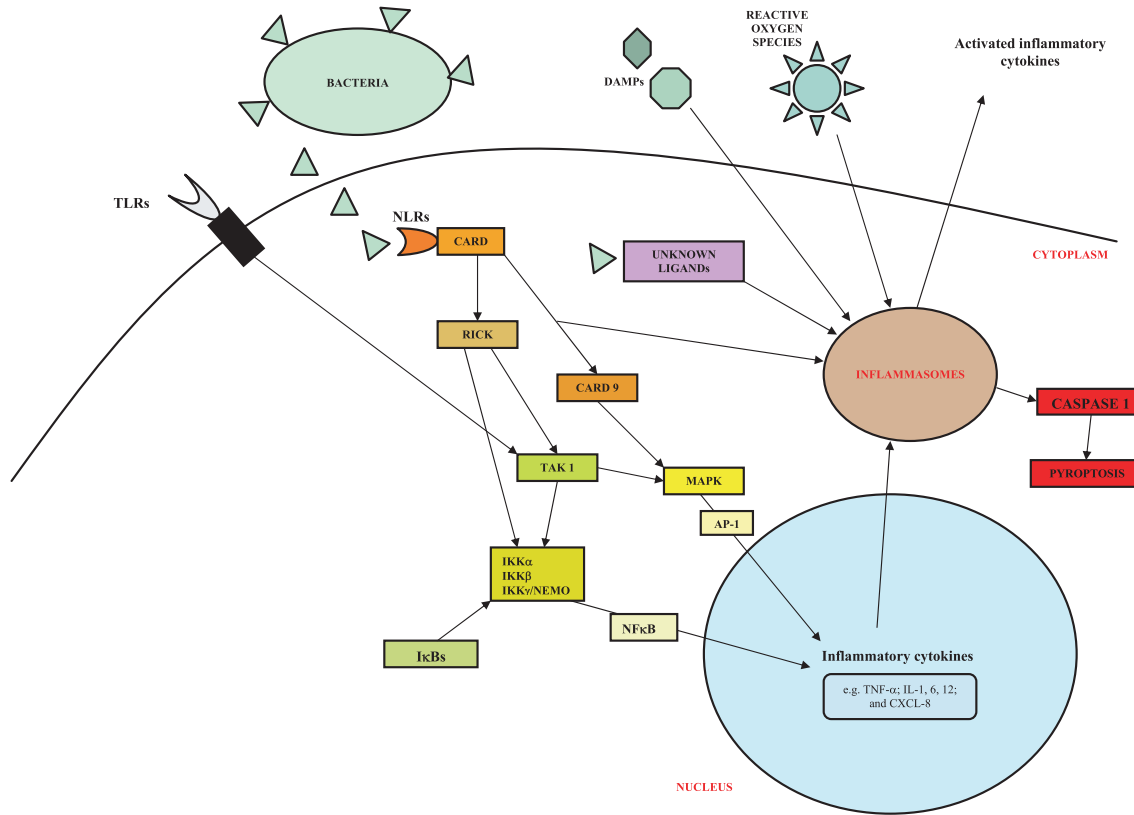 REACTIVE
OXYGEN
SPECIES
Activated inflammatory
cytokines
BACTERIA
DAMPs
TLRs
NLRs
CARD
UNKNOWN
LIGANDs
CYTOPLASM
RICK
INFLAMMASOMES
CARD 9
CASPASE 1
TAK 1
MAPK
PYROPTOSIS
AP-1
IKKα
IKKβ
IKKγ/NEMO
NFκB
IκBs
Inflammatory cytokines
e.g. TNF-α; IL-1, 6, 12;
and CXCL-8
NUCLEUS